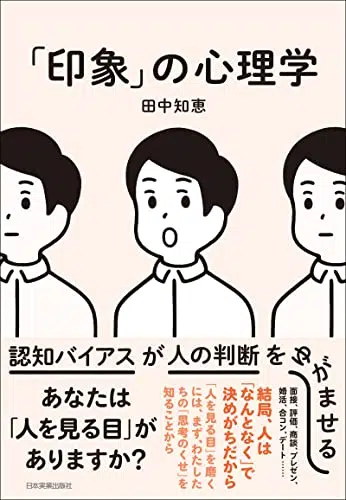 「印象」の心理学
田中知恵
認知バイアスが人の判断をゆがませる
面接、評価、商談、プレゼン、
婚活、合コン、デート……
結局、人は
「なんとなく」で
決めがちだから
「人を見る目」を磨く
には、まず、わたした
ちの「思考のくせ」を
知ることから
あなたは
「人を見る目」が
ありますか？
日本実業出版社